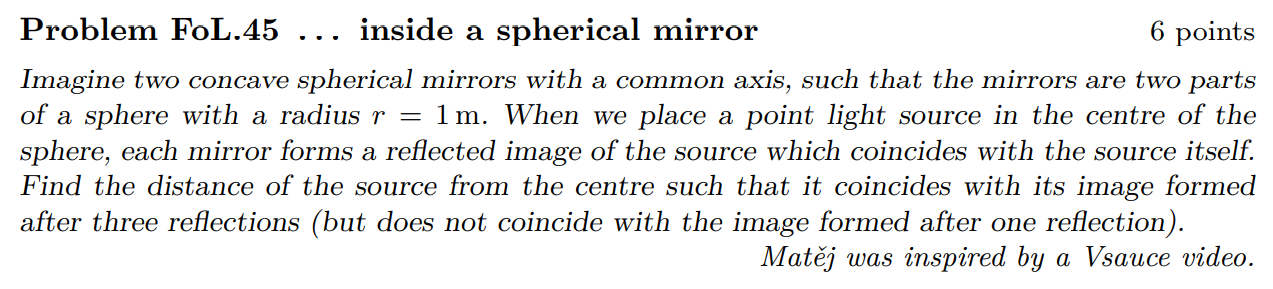 Problem FoL.45 ... inside a spherical mirror 6 points
Imagine two concave spherical mirrors with a common axis, such that the mirrors are two parts
of a sphere with a radius r = 1 m. When we place a point light source in the centre of the
sphere, each mirror forms a reflected image of the source which coincides with the source itself.
Find the distance of the source from the centre such that it coincides with its image formed
after three reflections (but does not coincide with the image formed after one reflection).
Matěj was inspired by a Vsauce video.